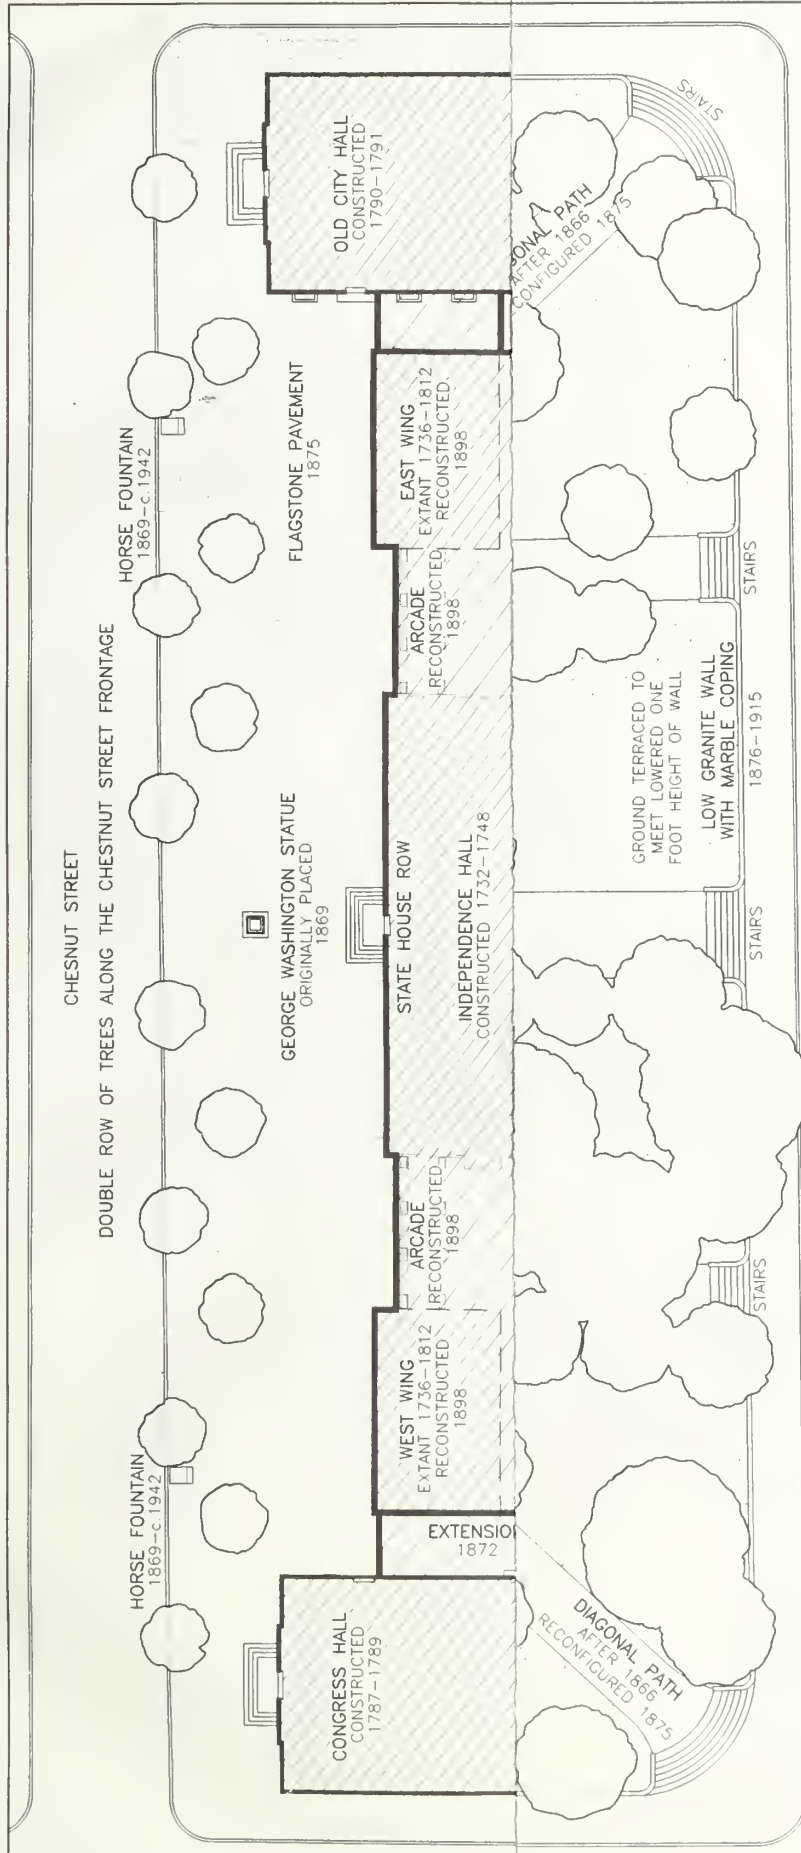 CHESNUT STREET
DOUBLE ROW OF TREES ALONG THE CHESTNUT STREET FRONTAGE
HORSE FOUNTAIN
1869-c.1942
HORSE FOUNTAIN
1869-c.1942
GEORGE WASHINGTON STATUE
ORIGINALLY PLACED
1869
FLAGSTONE PAVEMENT
1875
CONGRESS HALL
CONSTRUCTED
1787-1789
EXTENSIO
1872
WEST WING
EXTANT 1736-1812
RECONSTRUCTED
1898
ARCADE
RECONSTRUCTED
1898
STATE HOUSE ROW
INDEPENDENCE HALL
CONSTRUCTED 1732-1748
ARCADE
RECONSTRUCTED
1898
EAST WING
EXTANT 1736-1812
RECONSTRUCTED
1898
OLD CITY HALL
CONSTRUCTED
1790-1791
DIAGONAL PATH
AFTER 1866
RECONFIGURED 1875
STAIRS
STAIRS
GROUND TERRACED TO
MEET LOWERED ONE
FOOT HEIGHT OF WALL
LOW GRANITE WALL
WITH MARBLE COPING
1876-1915
STAIRS
GONAL PATH
AFTER 1866
CONFIGURED 1875
STAIRS